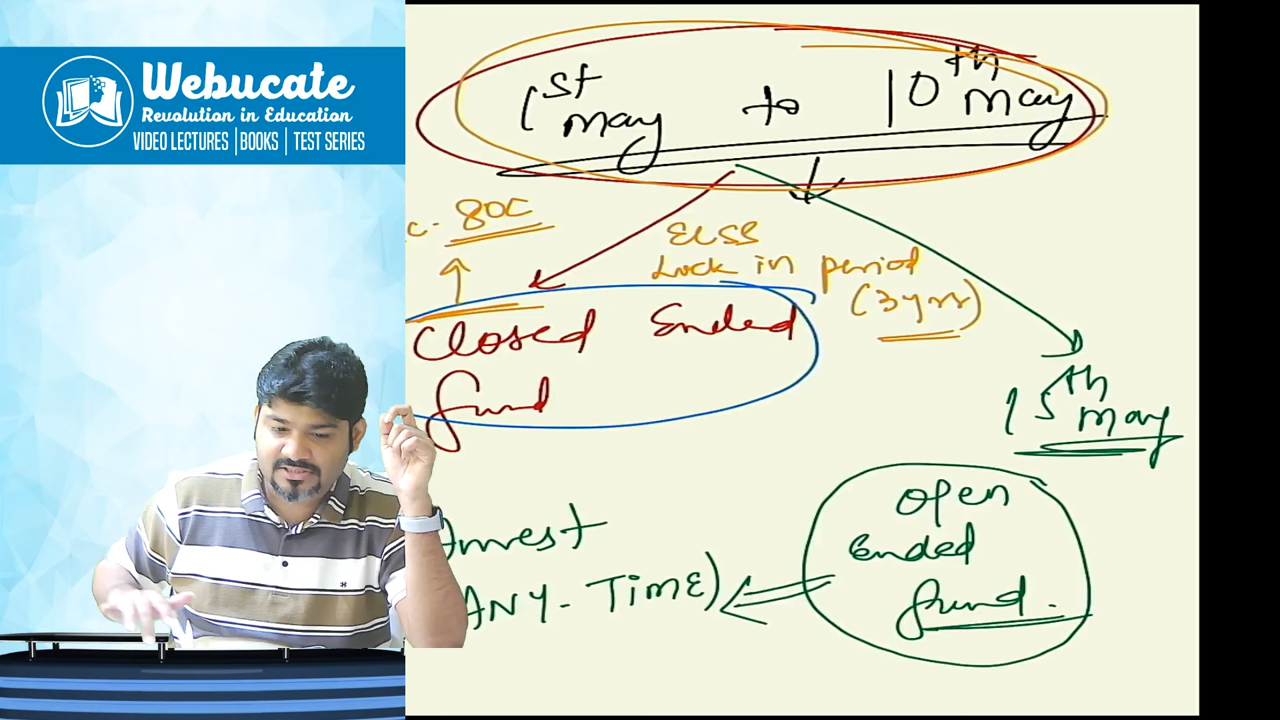 Webucate
Revolution in Education
VIDEO LECTURES | BOOKS | TEST SERIES
1st May to 10th May
c. 80C
ELSS
Lock in period
(3yrs)
Closed Ended
fund
15th May
Open
Ended
fund.
Invest
ANY-TIME)